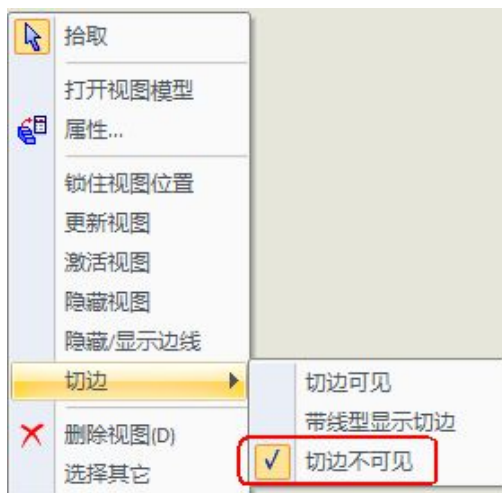 拾取
打开视图模型
属性...
锁住视图位置
更新视图
激活视图
隐藏视图
隐藏/显示边线
切边
切边可见
带线型显示切边
切边不可见
删除视图(D)
选择其它